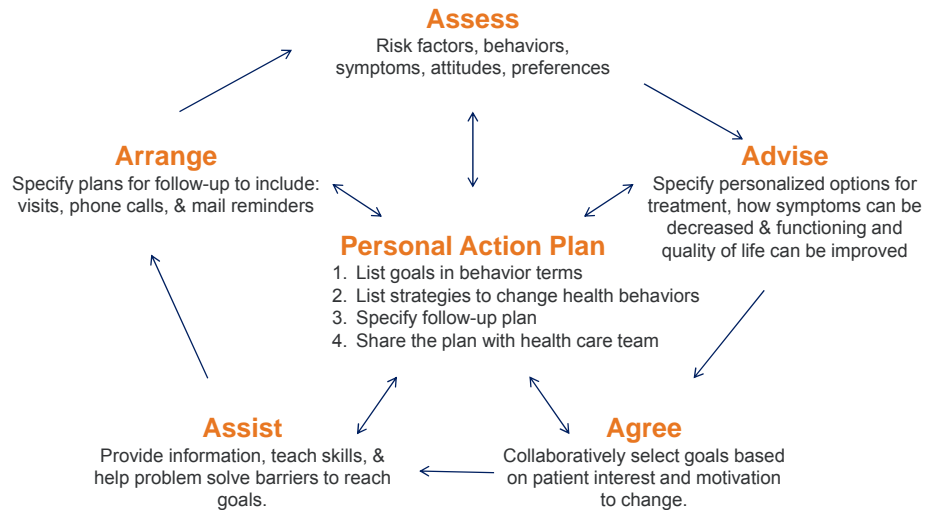 Assess
Risk factors, behaviors,
symptoms, attitudes, preferences
Arrange
Specify plans for follow-up to include:
visits, phone calls, & mail reminders
Advise
Specify personalized options for
treatment, how symptoms can be
decreased & functioning and
quality of life can be improved
Personal Action Plan
1. List goals in behavior terms
2. List strategies to change health behaviors
3. Specify follow-up plan
4. Share the plan with health care team
Assist
Provide information, teach skills, &
help problem solve barriers to reach
goals.
Agree
Collaboratively select goals based
on patient interest and motivation
to change.